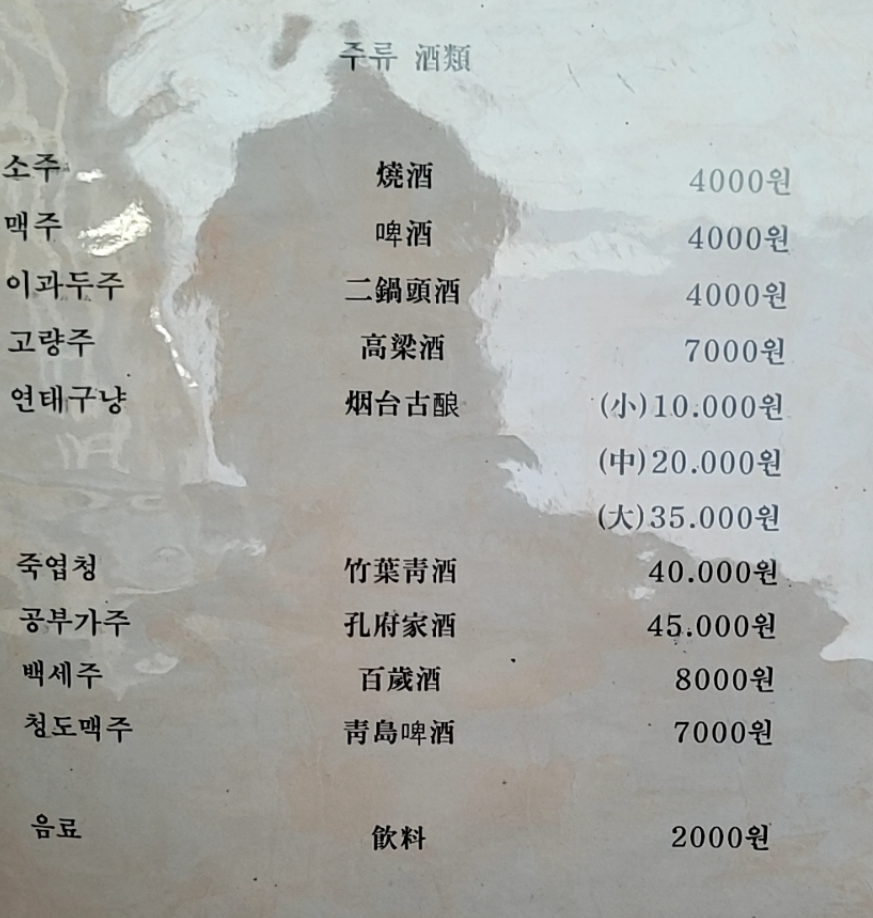 주류 酒類
소주 燒酒 4000원
맥주 啤酒 4000원
이과두주 二鍋頭酒 4000원
고량주 高梁酒 7000원
연태구냥 烟台古酿 (小)10.000원
(中)20.000원
(大)35.000원
죽엽청 竹葉靑酒 40.000원
공부가주 孔府家酒 45.000원
백세주 百歲酒 8000원
청도맥주 靑島啤酒 7000원
음료 飮料 2000원